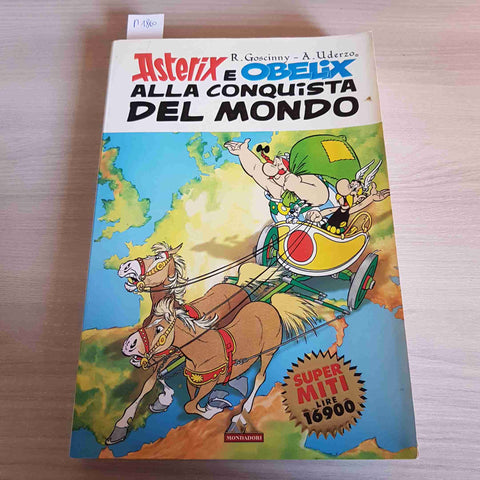 n 1860
R. Goscinny - A. Uderzo
Asterix e OBELIX
ALLA CONQUISTA
DEL MONDO
SUPER
MITI
LIRE
16900
MONDADORI